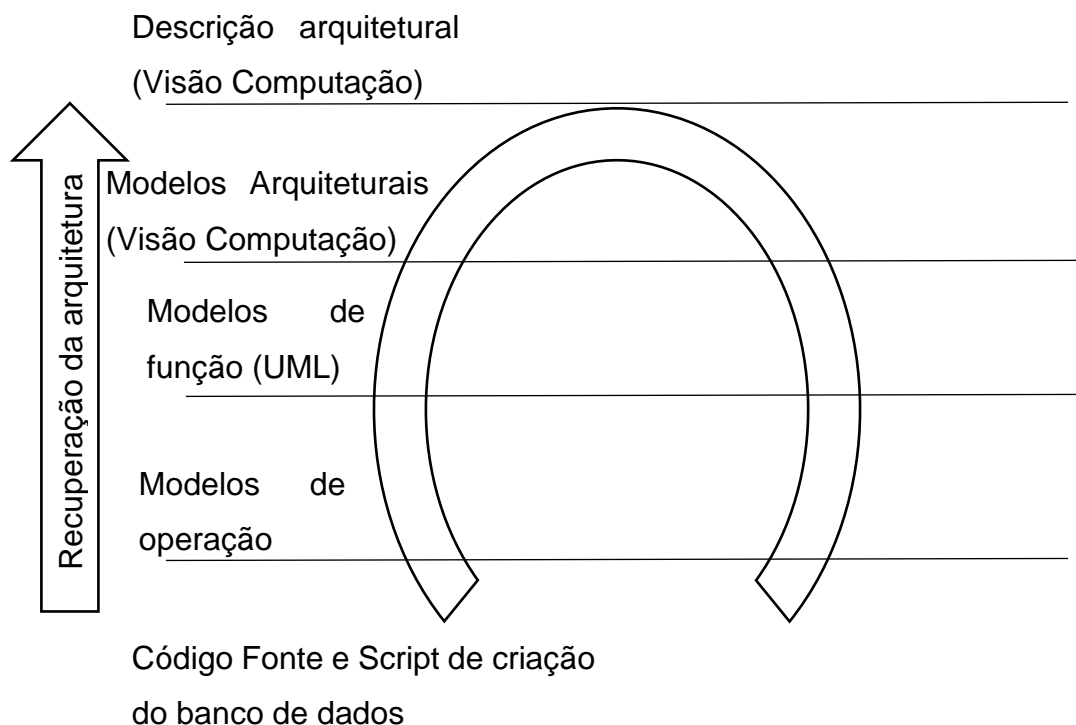 Descrição arquitetural
(Visão Computação)
Recuperação da arquitetura
Modelos Arquiteturais
(Visão Computação)
Modelos de
função (UML)
Modelos de
operação
Código Fonte e Script de criação
do banco de dados